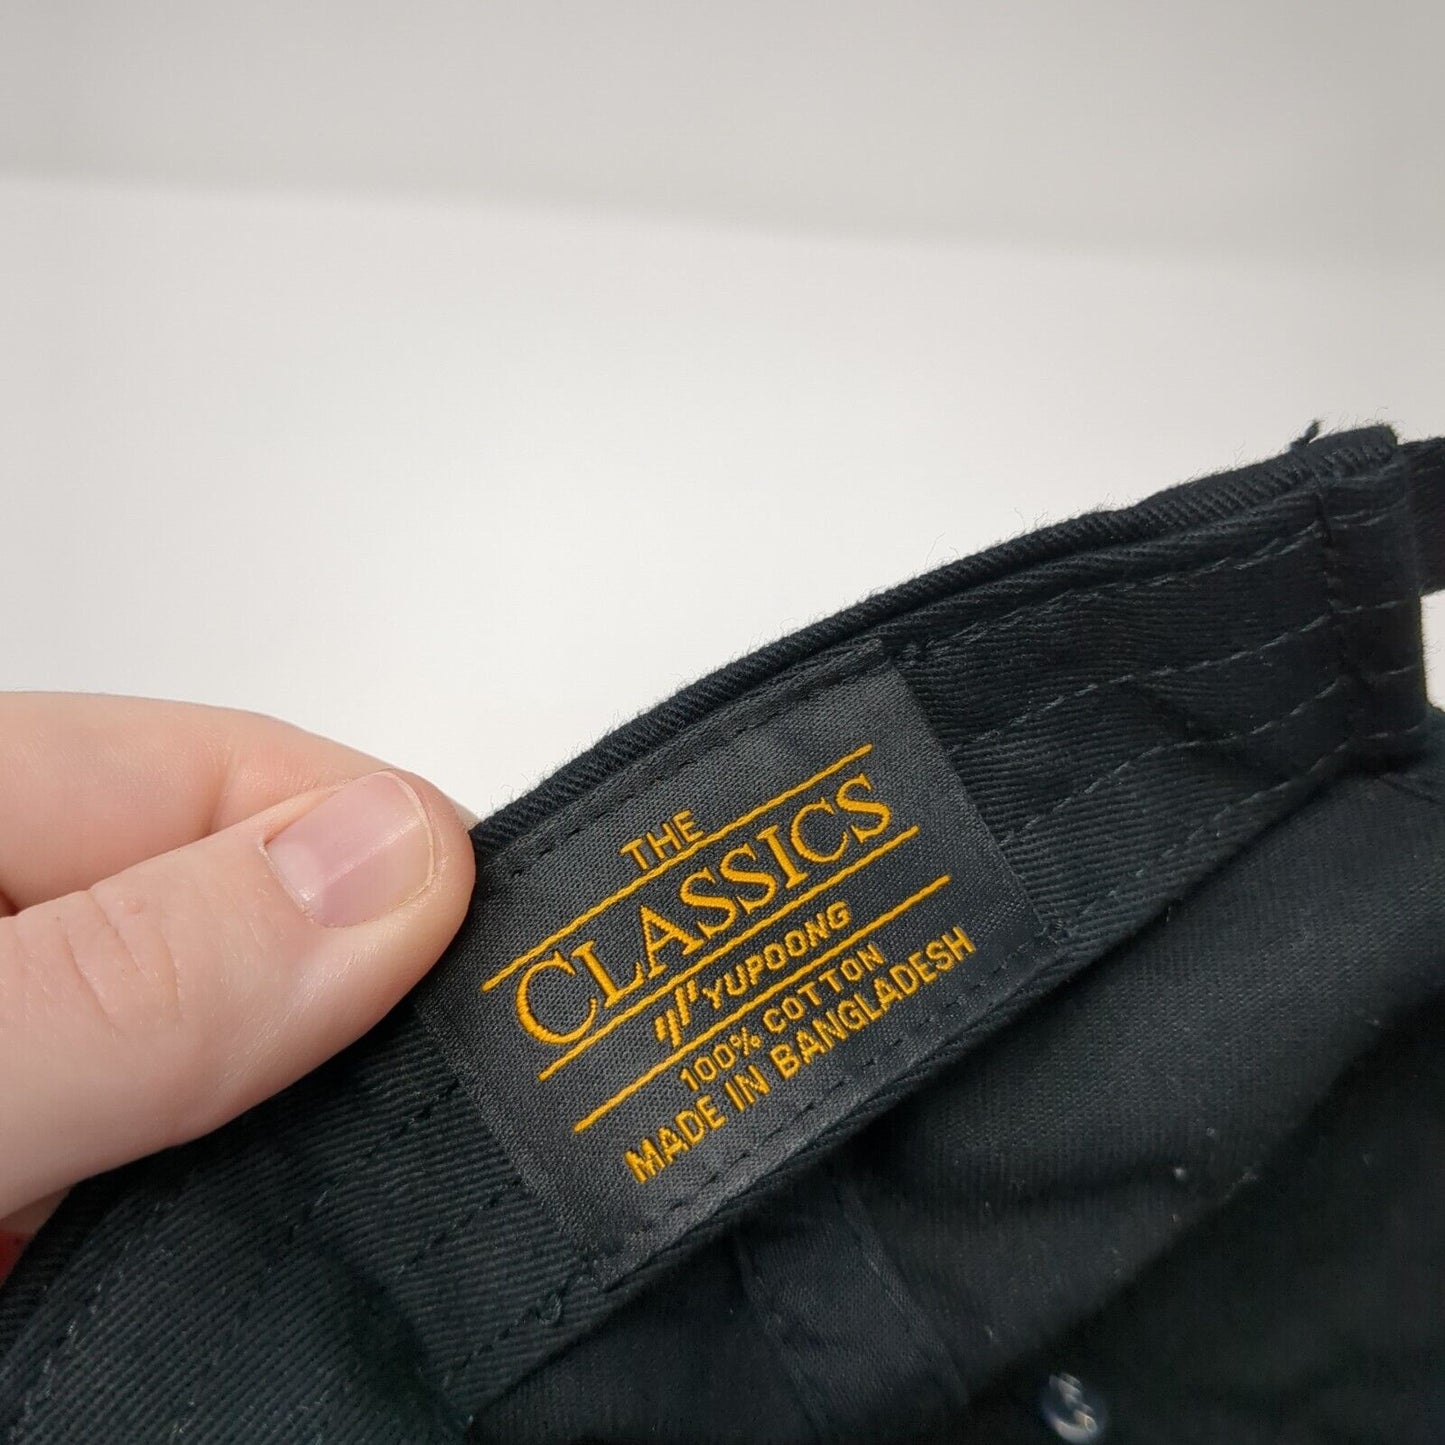 THE
CLASSICS
YUPOONG
100% COTTON
MADE IN BANGLADESH